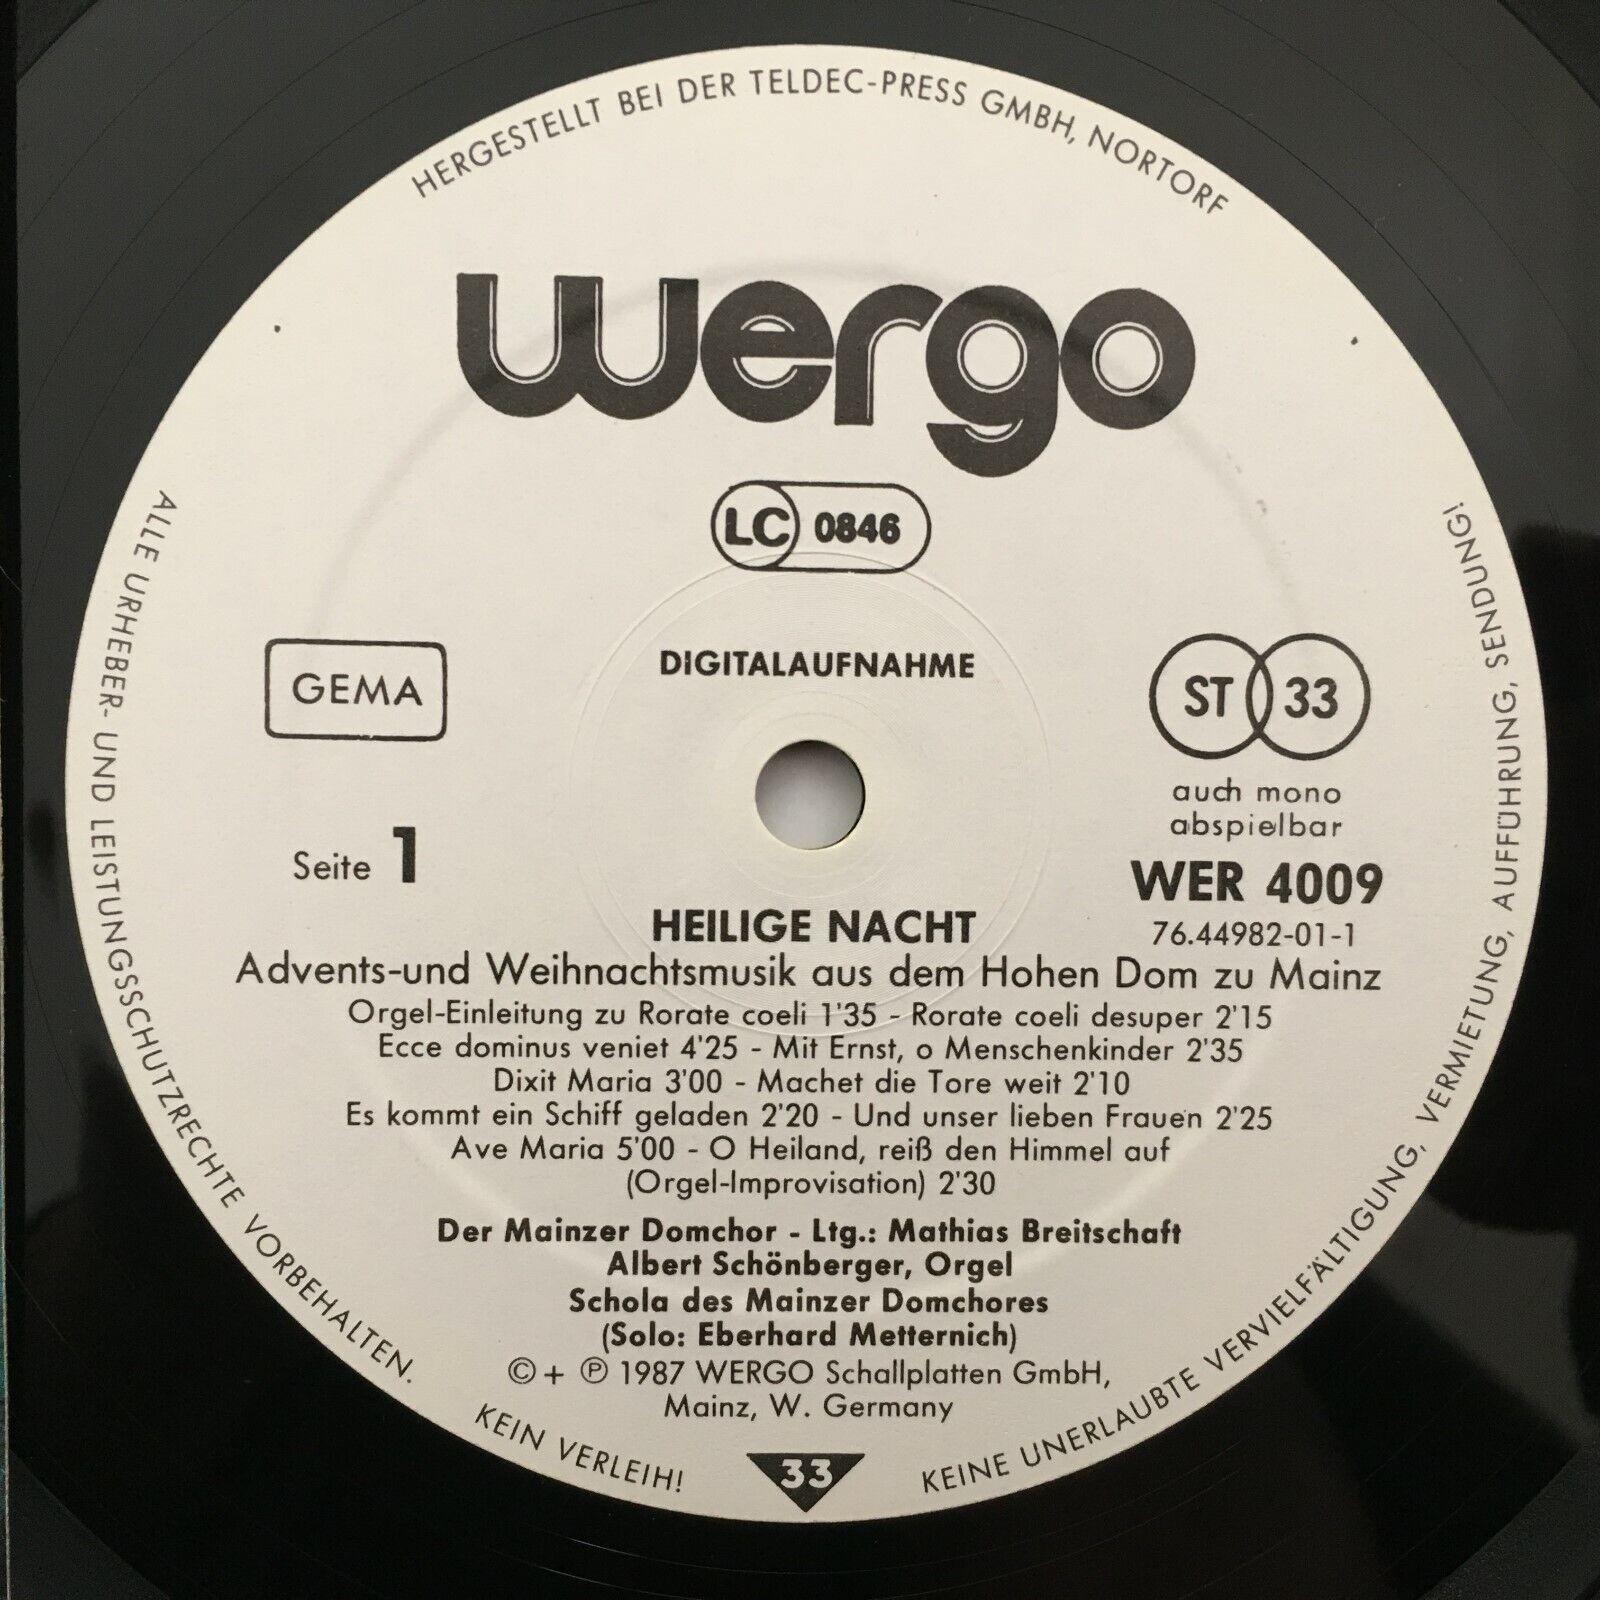 HERGESTELLT BEI DER TELDEC-PRESS GMBH, NORTORF
wergo
LC 0846
DIGITALAUFNAHME
GEMA
ST 33
auch mono
abspielbar
Seite 1
WER 4009
76.44982-01-1
HEILIGE NACHT
Advents-und Weihnachtsmusik aus dem Hohen Dom zu Mainz
Orgel-Einleitung zu Rorate coeli 1'35 - Rorate coeli desuper 2'15
Ecce dominus veniet 4'25 - Mit Ernst, o Menschenkinder 2'35
Dixit Maria 3'00 - Machet die Tore weit 2'10
Es kommt ein Schiff geladen 2'20 - Und unser lieben Frauen 2'25
Ave Maria 5'00 - O Heiland, reiß den Himmel auf
(Orgel-Improvisation) 2'30
Der Mainzer Domchor - Ltg.: Mathias Breitschaft
Albert Schönberger, Orgel
Schola des Mainzer Domchores
(Solo: Eberhard Metternich)
© + ℗ 1987 WERGO Schallplatten GmbH,
Mainz, W. Germany
33
ALLE URHEBER- UND LEISTUNGSSCHUTZRECHTE VORBEHALTEN.
KEIN VERLEIH!
KEINE UNERLAUBTE VERVIELFÄLTIGUNG, VERMIETUNG, AUFFÜHRUNG, SENDUNG!